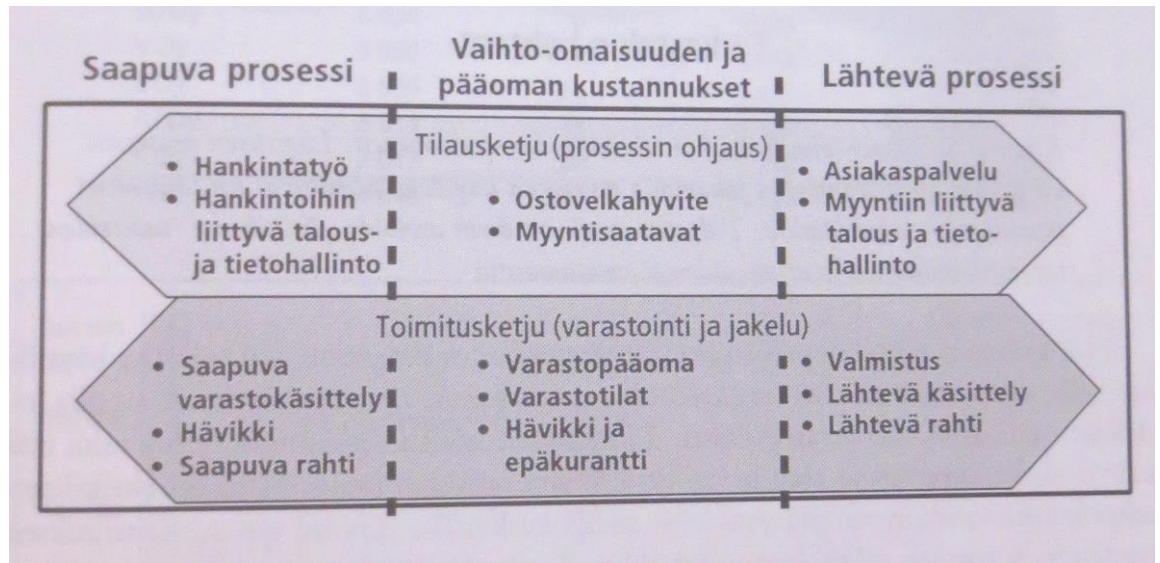 Saapuva prosessi
Vaihto-omaisuuden ja
pääoman kustannukset
Lähtevä prosessi
Tilausketju (prosessin ohjaus)
• Hankintatyö
• Hankintoihin
liittyvä talous-
ja tietohallinto
• Ostovelkahyvite
• Myyntisaatavat
• Asiakaspalvelu
• Myyntiin liittyvä
talous ja tieto-
hallinto
Toimitusketju (varastointi ja jakelu)
• Saapuva
varastokäsittely
• Hävikki
• Saapuva rahti
• Varastopääoma
• Varastotilat
• Hävikki ja
epäkurantti
• Valmistus
• Lähtevä käsittely
• Lähtevä rahti